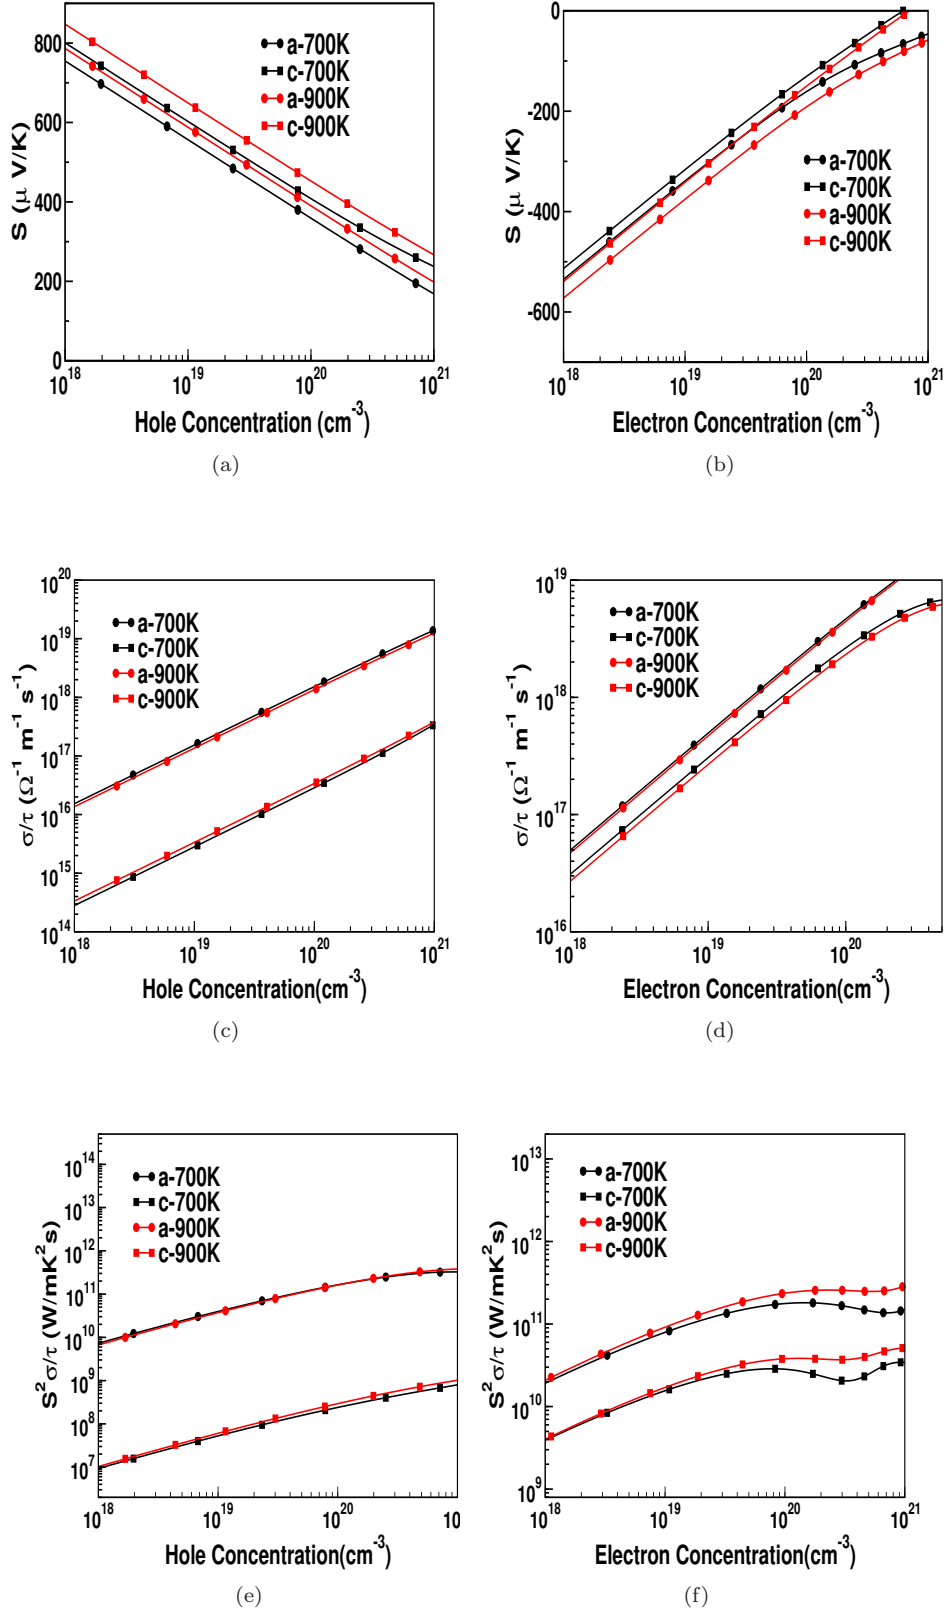 800
600
400
200
0
S (μ V/K)
a-700K
c-700K
a-900K
c-900K
10^18 10^19 10^20 10^21
Hole Concentration (cm^-3)
(a)
0
-200
-400
-600
S (μ V/K)
a-700K
c-700K
a-900K
c-900K
10^18 10^19 10^20 10^21
Electron Concentration (cm^-3)
(b)
10^20
10^19
10^18
10^17
10^16
10^15
10^14
σ/τ (Ω^-1 m^-1 s^-1)
a-700K
c-700K
a-900K
c-900K
10^18 10^19 10^20 10^21
Hole Concentration(cm^-3)
(c)
10^19
10^18
10^17
10^16
σ/τ (Ω^-1 m^-1 s^-1)
a-700K
c-700K
a-900K
c-900K
10^18 10^19 10^20
Electron Concentration(cm^-3)
(d)
10^14
10^13
10^12
10^11
10^10
10^9
10^8
10^7
S^2 σ/τ (W/mK^2s)
a-700K
c-700K
a-900K
c-900K
10^18 10^19 10^20 10
Hole Concentration(cm^-3)
(e)
10^13
10^12
10^11
10^10
10^9
S^2 σ/τ (W/mK^2s)
a-700K
c-700K
a-900K
c-900K
10^18 10^19 10^20 10^21
Electron Concentration(cm^-3)
(f)